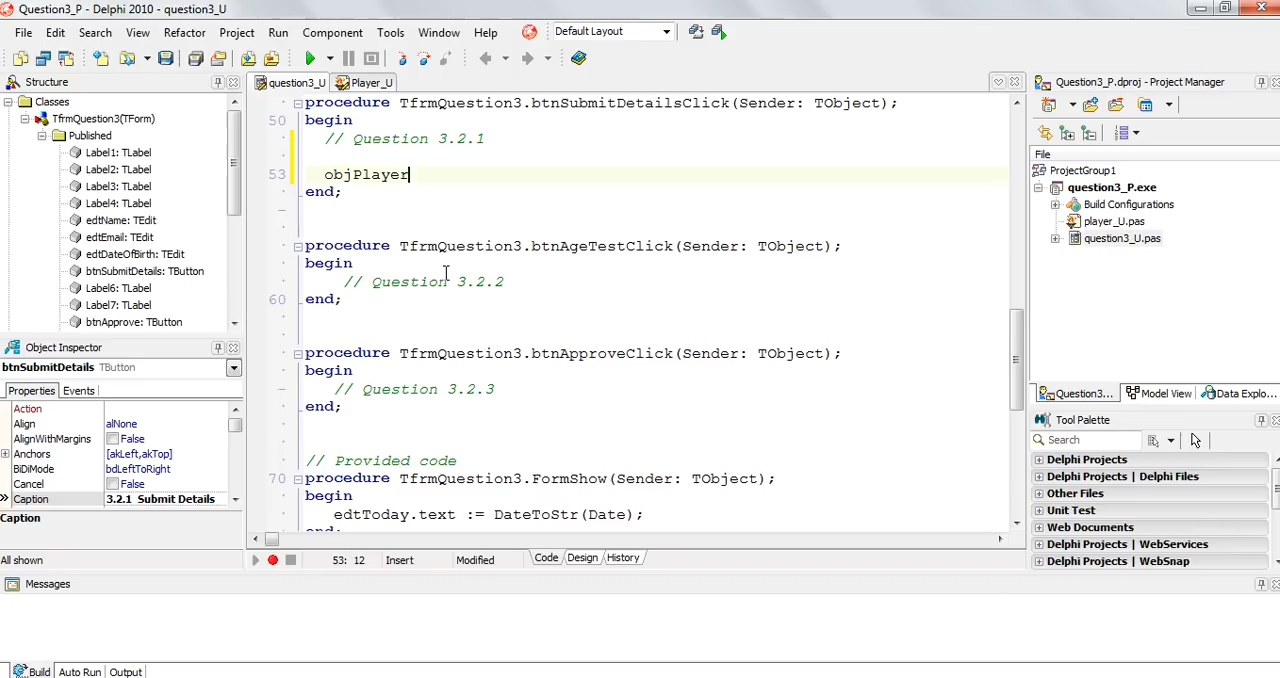 Question3_P - Delphi 2010 - question3_U
File Edit Search View Refactor Project Run Component Tools Window Help Default Layout
Structure
question3_U Player_U
Question3_P.dproj - Project Manager
Classes
TfrmQuestion3(TForm)
Published
Label1: TLabel
Label2: TLabel
Label3: TLabel
Label4: TLabel
edtName: TEdit
edtEmail: TEdit
edtDateOfBirth: TEdit
btnSubmitDetails: TButton
Label6: TLabel
Label7: TLabel
btnApprove: TButton
Object Inspector
btnSubmitDetails TButton
Properties Events
Action
Align alNone
AlignWithMargins False
Anchors [akLeft,akTop]
BiDiMode bdLeftToRight
Cancel False
Caption 3.2.1 Submit Details
Caption
All shown
procedure TfrmQuestion3.btnSubmitDetailsClick(Sender: TObject);
50 begin
// Question 3.2.1
53 objPlayer
end;
procedure TfrmQuestion3.btnAgeTestClick(Sender: TObject);
begin
// Question 3.2.2
60 end;
procedure TfrmQuestion3.btnApproveClick(Sender: TObject);
begin
// Question 3.2.3
end;
// Provided code
70 procedure TfrmQuestion3.FormShow(Sender: TObject);
begin
edtToday.text := DateToStr(Date);
53: 12 Insert Modified Code Design History
File
ProjectGroup1
question3_P.exe
Build Configurations
player_U.pas
question3_U.pas
Question3... Model View Data Explo...
Tool Palette
Search
Delphi Projects
Delphi Projects | Delphi Files
Other Files
Unit Test
Web Documents
Delphi Projects | WebServices
Delphi Projects | WebSnap
Messages
Build Auto Run Output